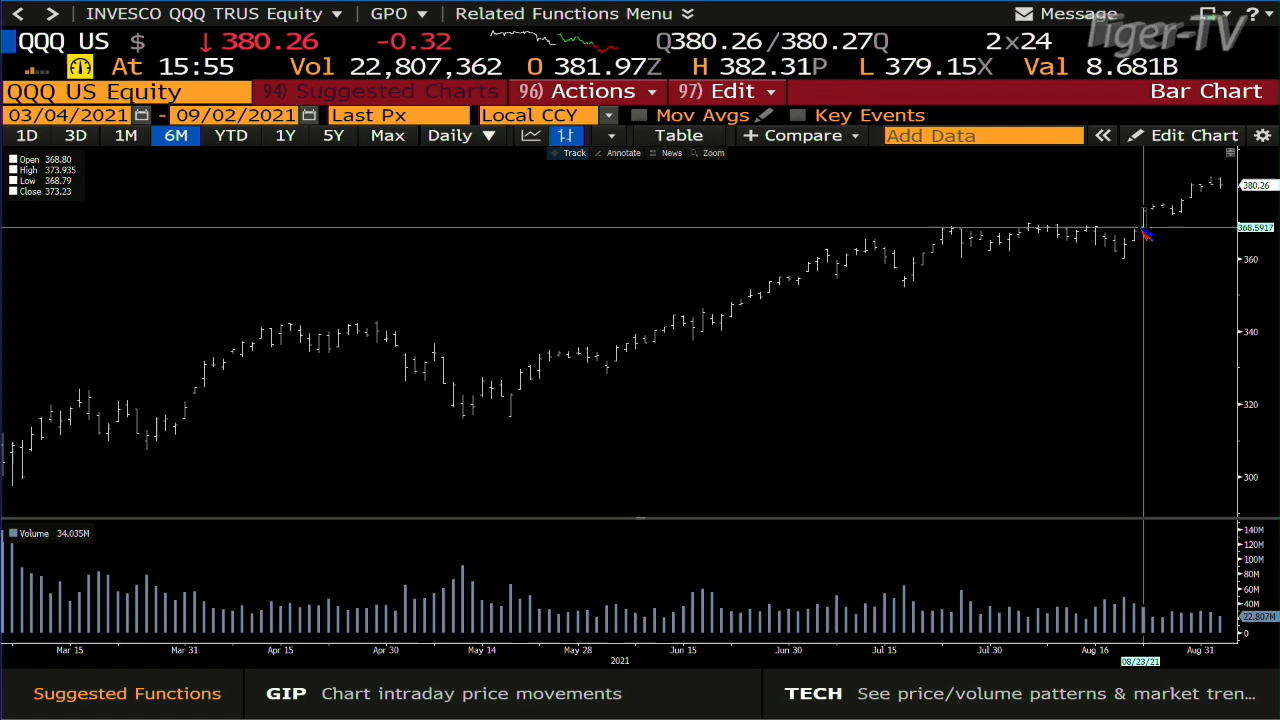 INVESCO QQQ TRUS Equity GPO Related Functions Menu Message ?
Tiger-TV
QQQ US $ ↓380.26 -0.32 Q380.26/380.27Q 2x24
At 15:55 Vol 22,807,362 O 381.97Z H 382.31P L 379.15X Val 8.681B
QQQ US Equity 94) Suggested Charts 96) Actions 97) Edit Bar Chart
03/04/2021 - 09/02/2021 Last Px Local CCY Mov Avgs Key Events
1D 3D 1M 6M YTD 1Y 5Y Max Daily ▼ Table + Compare Add Data « Edit Chart
Track Annotate News Zoom
Open 368.80
High 373.935
Low 368.79
Close 373.23
380.26
368.5917
360
340
320
300
Volume 34.035M
140M
120M
100M
80M
60M
40M
22.807M
0
Mar 15 Mar 31 Apr 15 Apr 30 May 14 May 28 Jun 15 Jun 30 Jul 15 Jul 30 Aug 16 Aug 31
2021 08/23/21
Suggested Functions GIP Chart intraday price movements TECH See price/volume patterns & market tren...